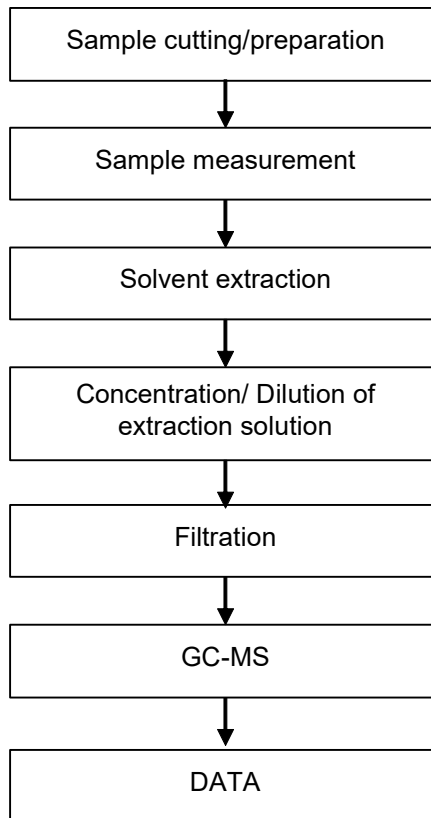 Sample cutting/preparation
Sample measurement
Solvent extraction
Concentration/ Dilution of
extraction solution
Filtration
GC-MS
DATA